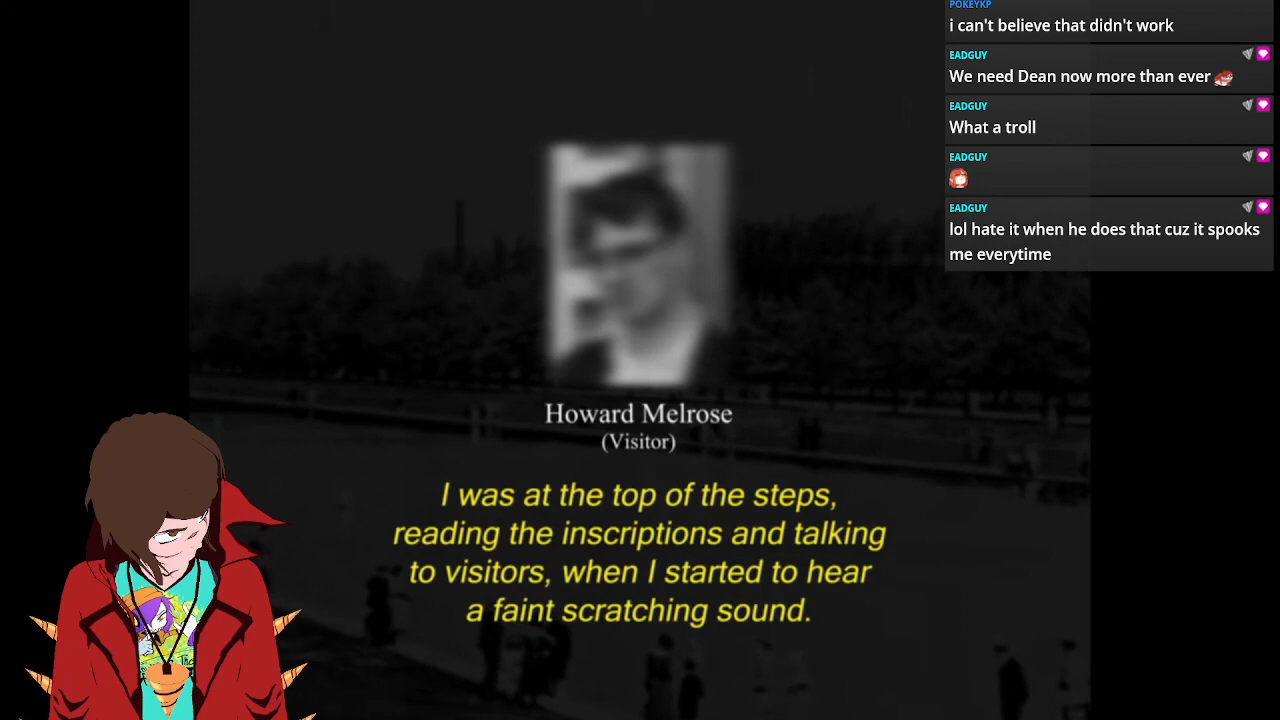 POKEYKP
i can't believe that didn't work
EADGUY
We need Dean now more than ever
EADGUY
What a troll
EADGUY
EADGUY
lol hate it when he does that cuz it spooks
me everytime
Howard Melrose
(Visitor)
I was at the top of the steps,
reading the inscriptions and talking
to visitors, when I started to hear
a faint scratching sound.